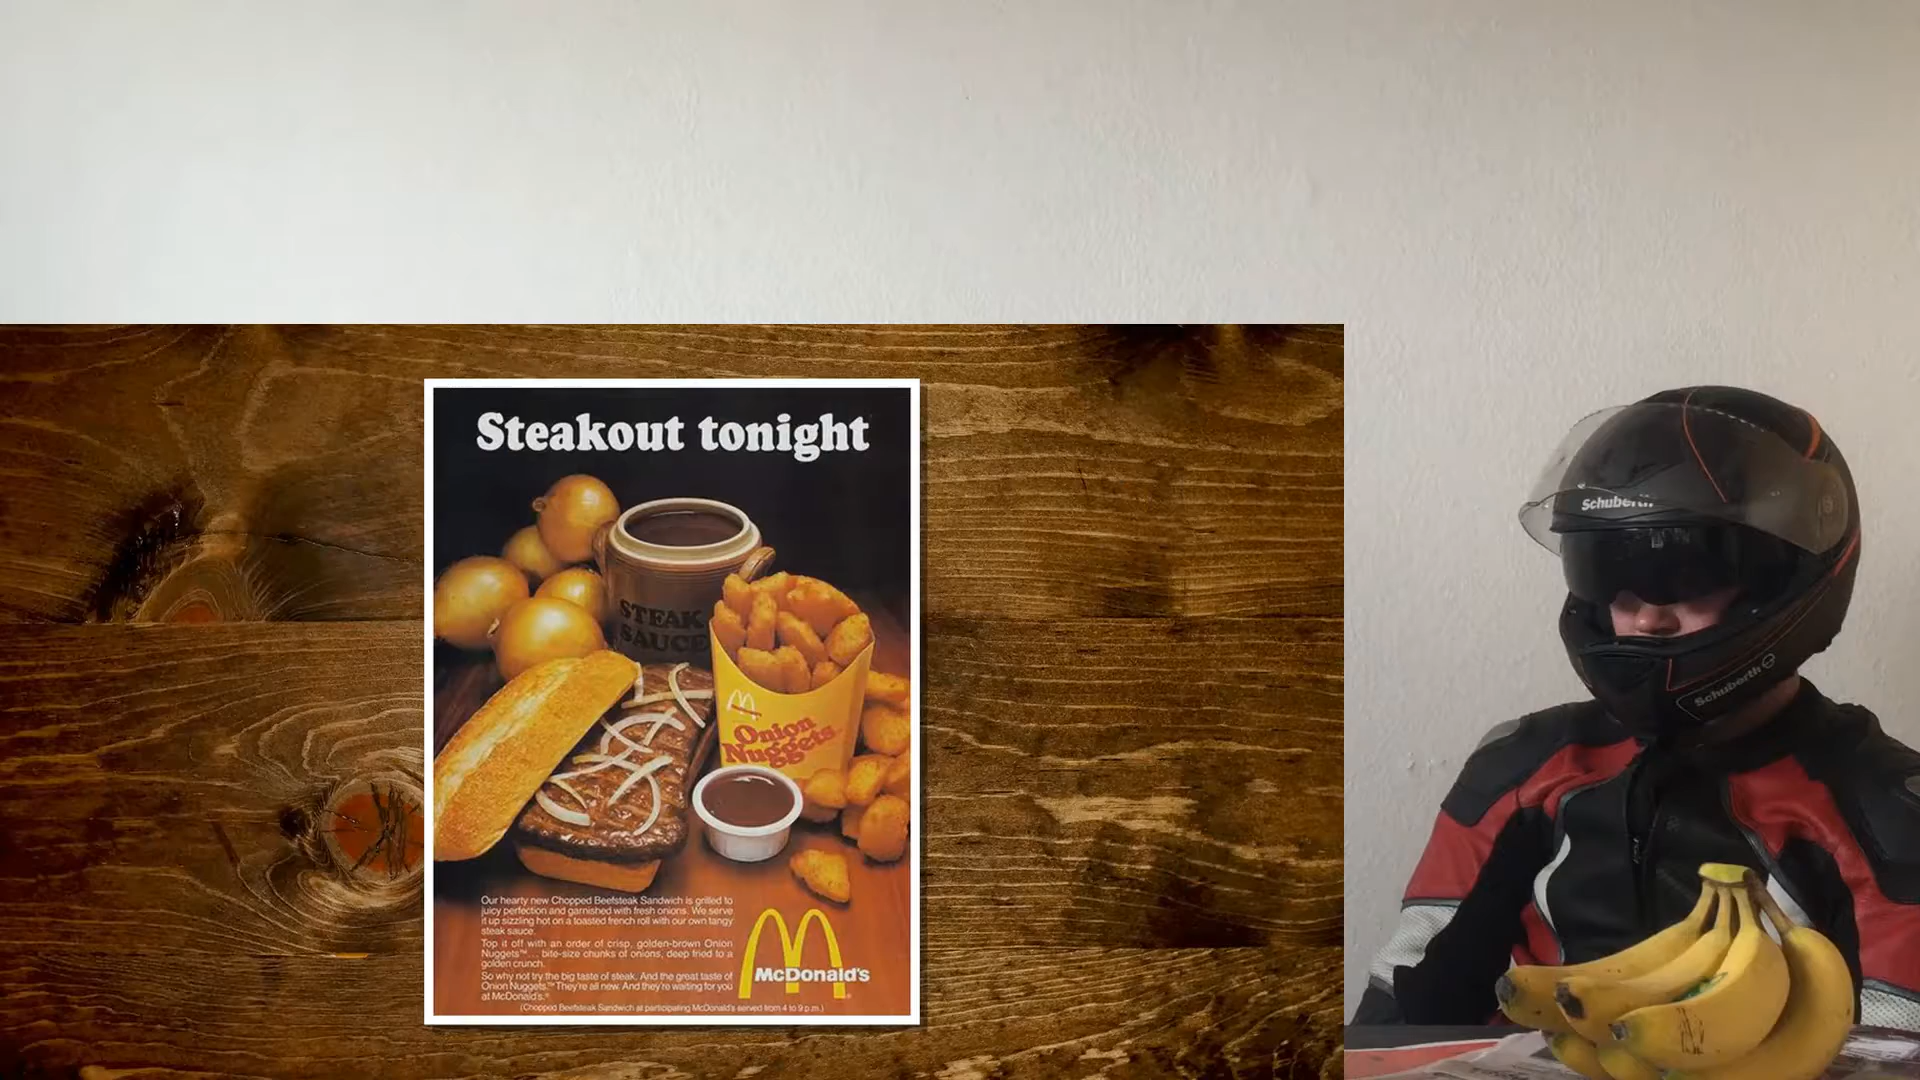 Steakout tonight
STEAK
SAUCE
Onion
Nuggets
Our hearty new Chopped Beefsteak Sandwich is grilled to
juicy perfection and garnished with fresh onions. We serve
it up sizzling hot on a toasted french roll with our own tangy
steak sauce.
Top it off with an order of crisp, golden-brown Onion
Nuggets™... bite-size chunks of onions, deep fried to a
golden crunch.
So why not try the big taste of steak. And the great taste of
Onion Nuggets.™ They're all new. And they're waiting for you
at McDonald's.®
McDonald's
(Chopped Beefsteak Sandwich at participating McDonald's served from 4 to 9 p.m.)
Schuberth
Schuberth